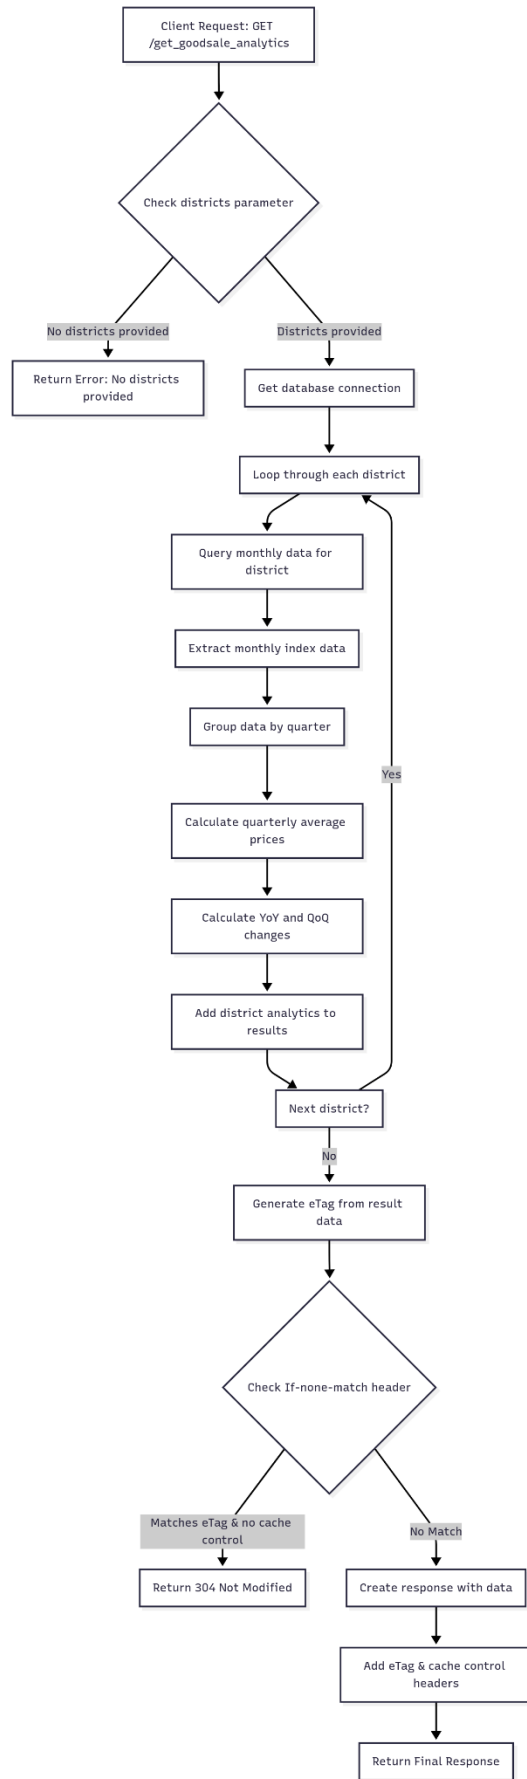 Client Request: GET
/get_goodsale_analytics
Check districts parameter
No districts provided
Districts provided
Return Error: No districts
provided
Get database connection
Loop through each district
Query monthly data for
district
Extract monthly index data
Group data by quarter
Yes
Calculate quarterly average
prices
Calculate YoY and QoQ
changes
Add district analytics to
results
Next district?
No
Generate eTag from result
data
Check If-none-match header
Matches eTag & no cache
control
No Match
Return 304 Not Modified
Create response with data
Add eTag & cache control
headers
Return Final Response